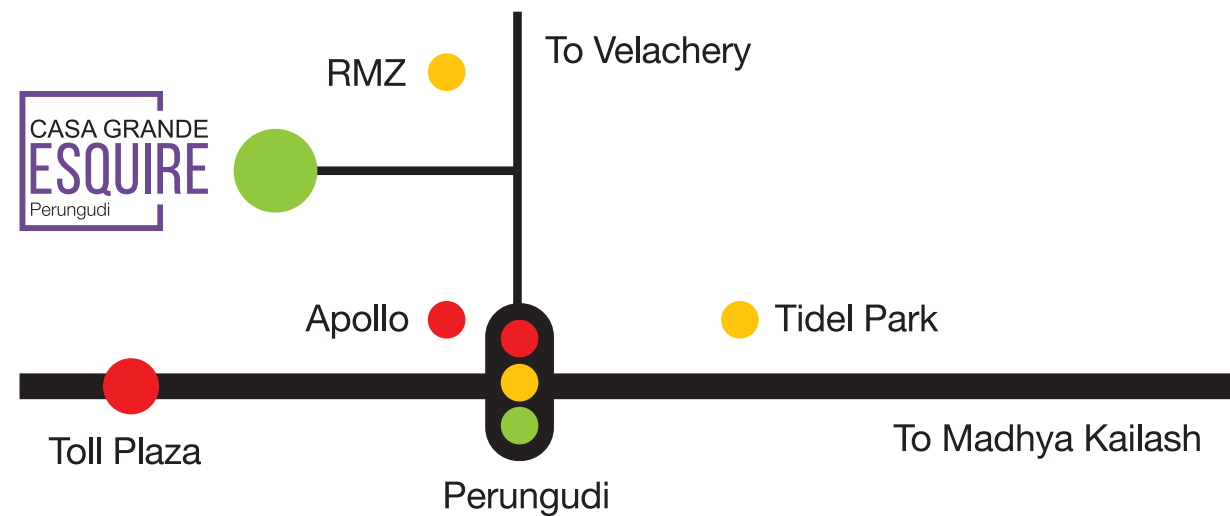 To Velachery
RMZ
CASA GRANDE
ESQUIRE
Perungudi
Apollo
Tidel Park
Toll Plaza
To Madhya Kailash
Perungudi